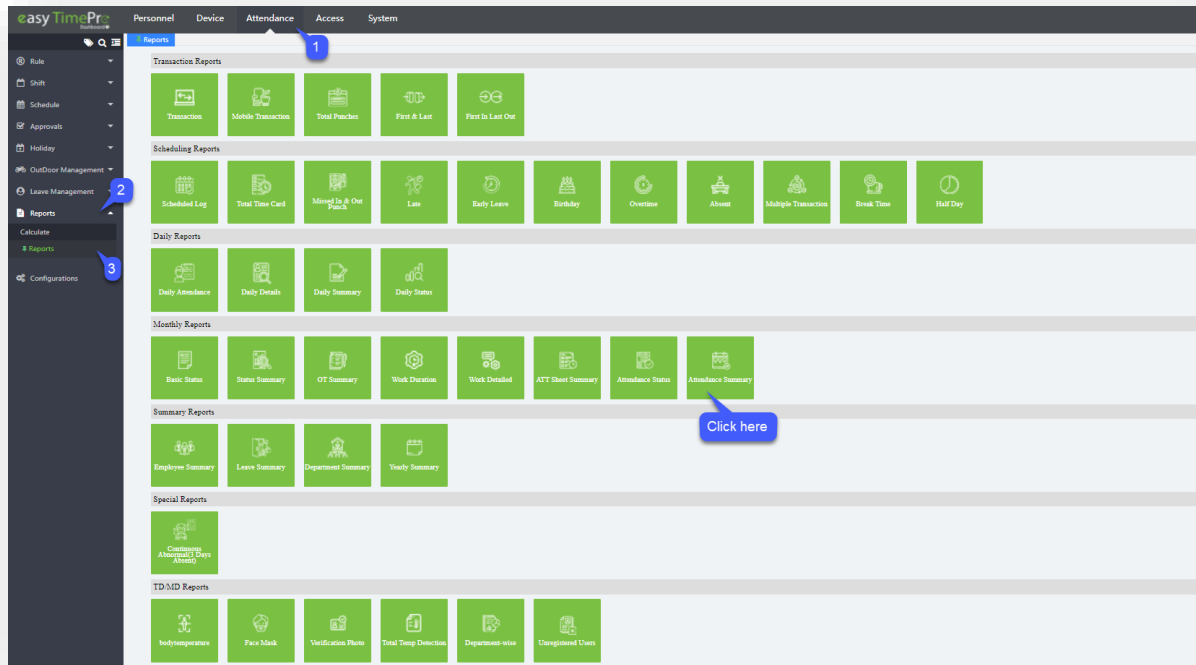 easy TimePro
Dashboard
Personnel Device Attendance Access System
Reports
1
Rule
Shift
Schedule
Approvals
Holiday
OutDoor Management
Leave Management
2
Reports
Calculate
Reports
3
Configurations
Transaction Reports
Transaction Mobile Transaction Total Punches First & Last First In Last Out
Scheduling Reports
Scheduled Log Total Time Card Missed In & Out Punch Late Early Leave Birthday Overtime Absent Multiple Transaction Break Time Half Day
Daily Reports
Daily Attendance Daily Details Daily Summary Daily Status
Monthly Reports
Basic Status Status Summary OT Summary Work Duration Work Detailed ATT Sheet Summary Attendance Status Attendance Summary
Click here
Summary Reports
Employee Summary Leave Summary Department Summary Yearly Summary
Special Reports
Continuous
Abnormal(3 Days
Absent)
TD/MD Reports
bodytemperature Face Mask Verification Photo Total Temp Detection Department-wise Unregistered Users